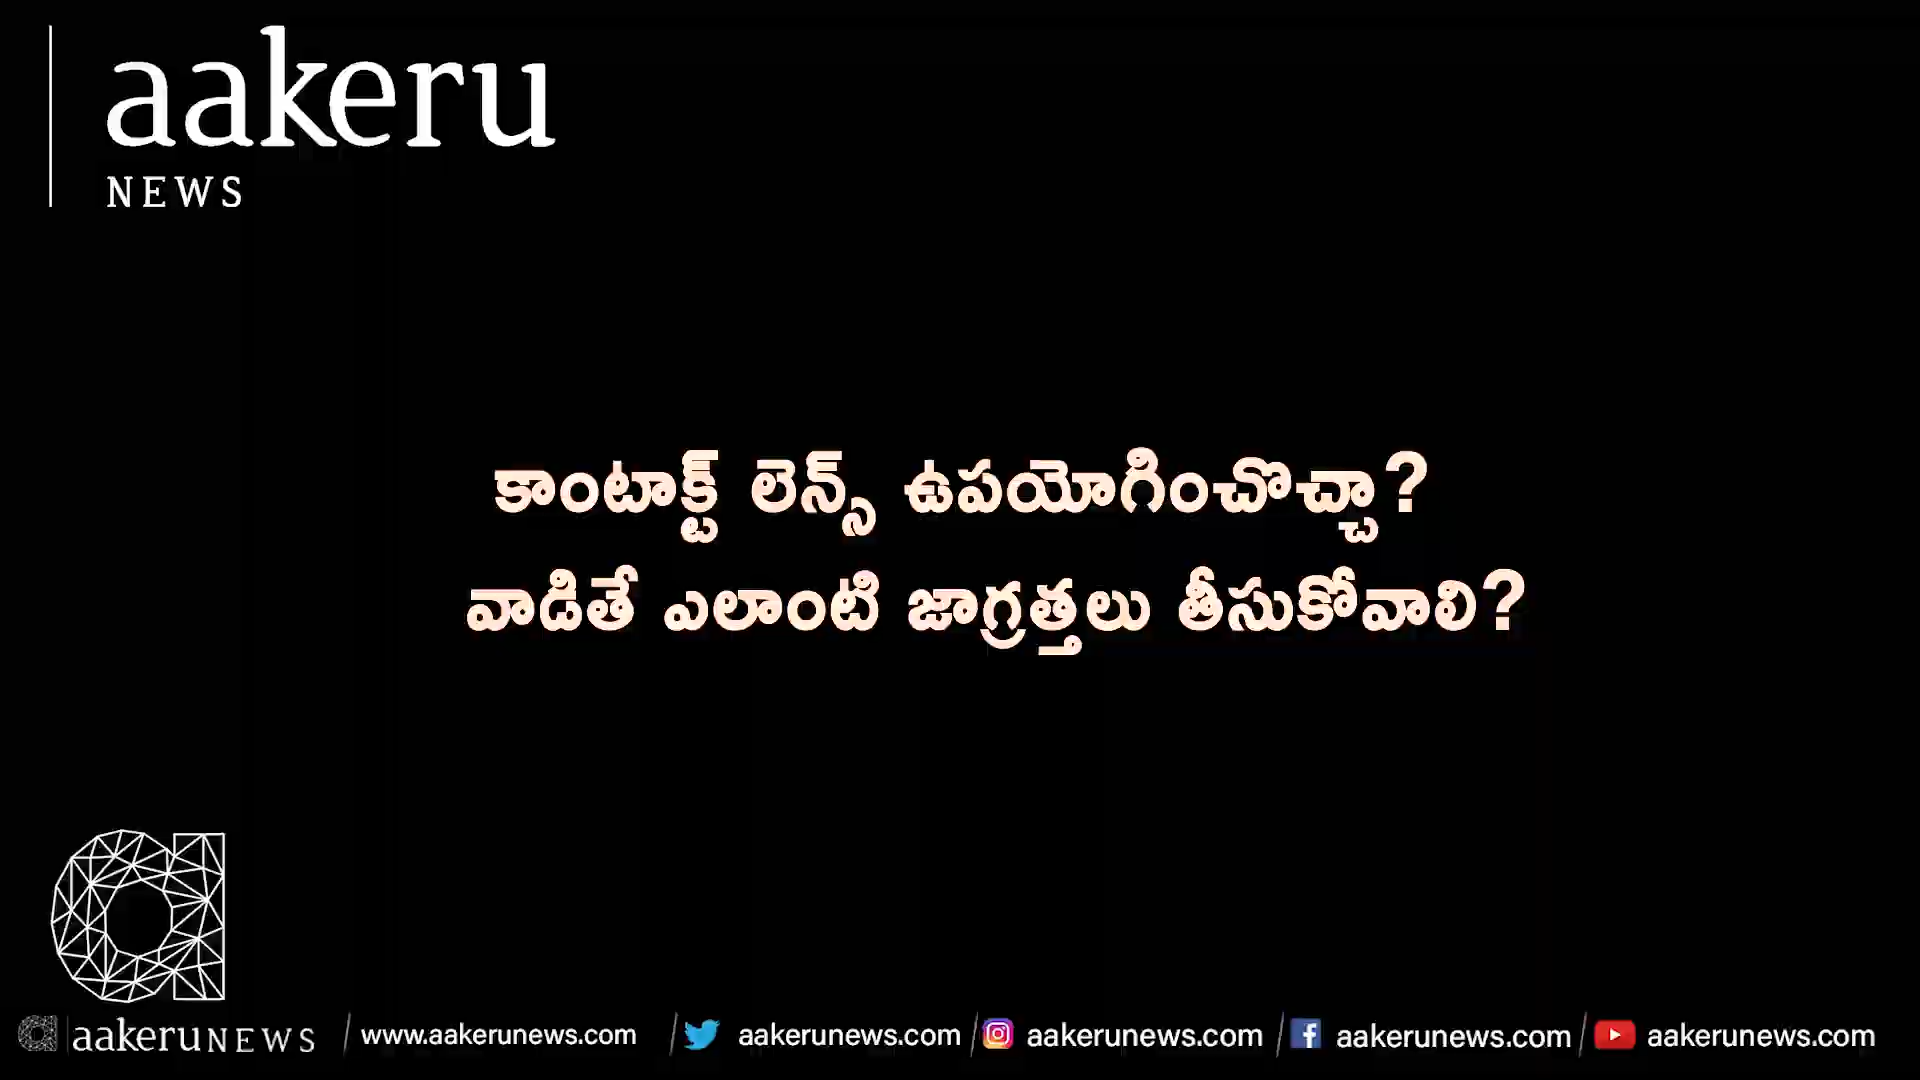 aakeru
NEWS
కాంటాక్ట్ లెన్స్ ఉపయోగించొచ్చా?
వాడితే ఎలాంటి జాగ్రత్తలు తీసుకోవాలి?
aakeruNEWS / www.aakerunews.com / aakerunews.com / aakerunews.com / aakerunews.com / aakerunews.com